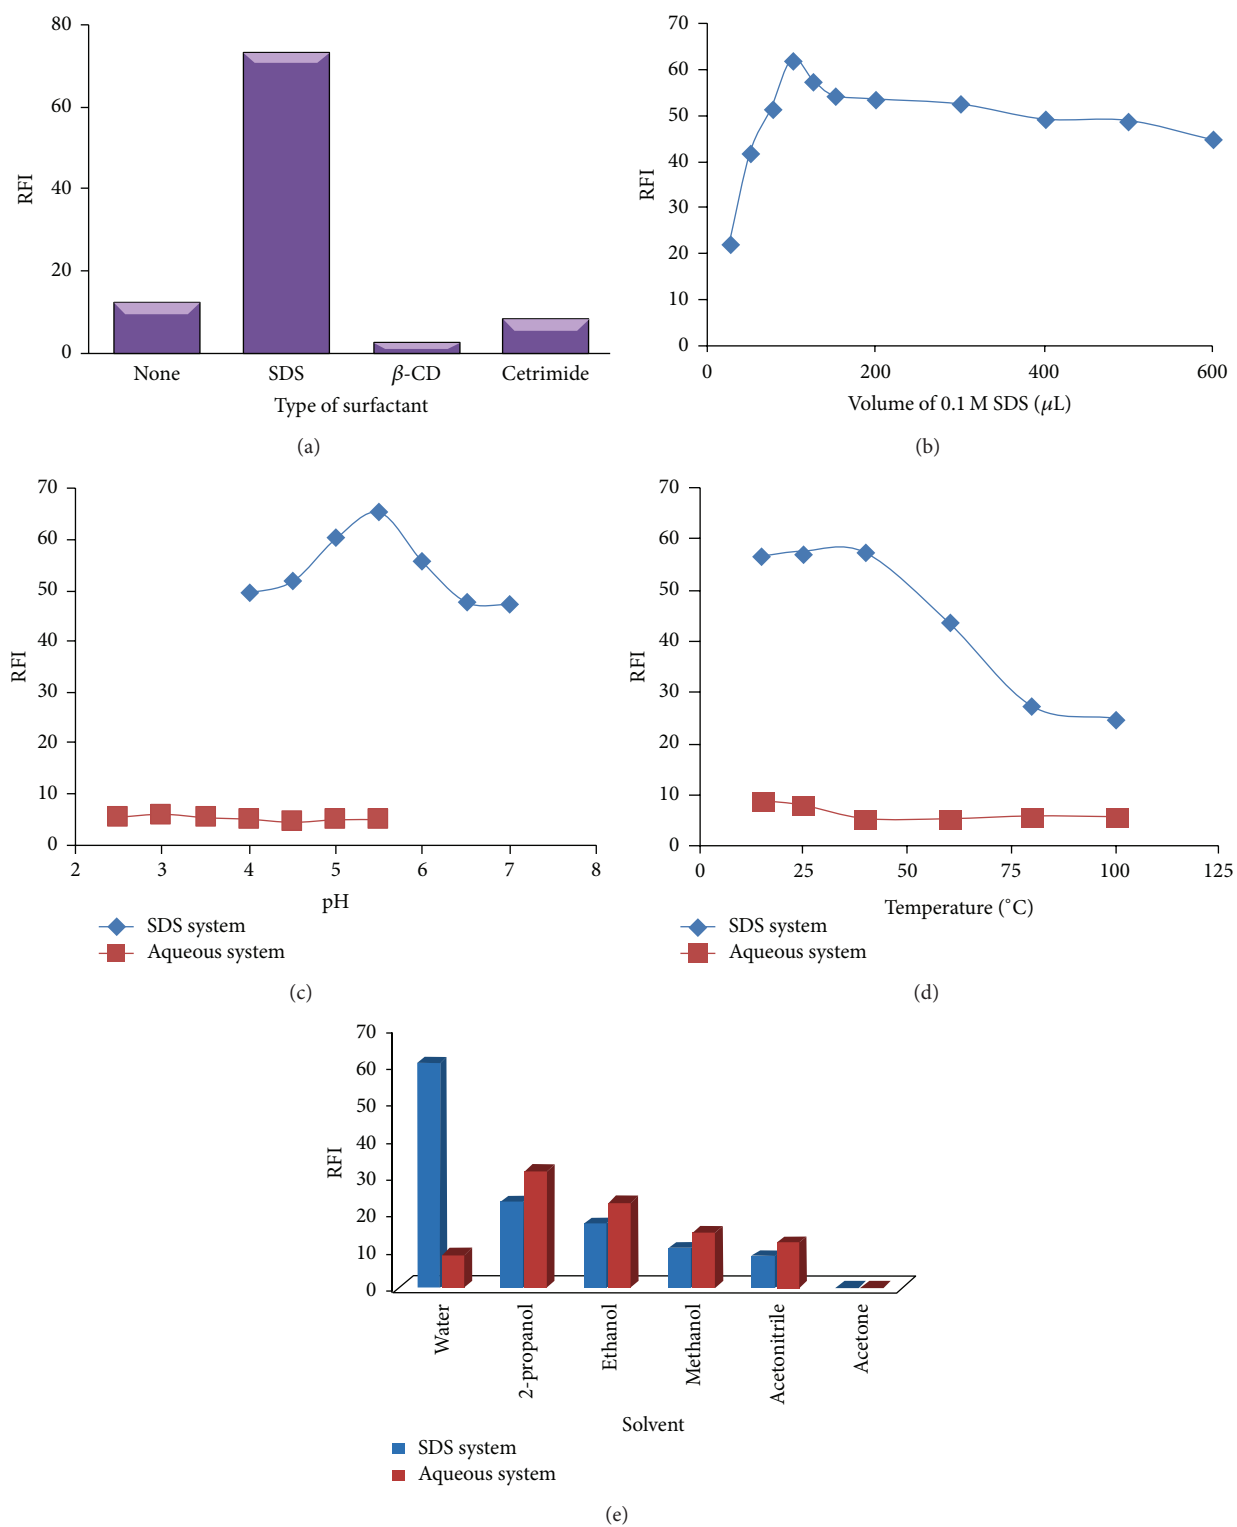 80
60
40
20
0
RFI
None SDS β-CD Cetrimide
Type of surfactant
(a)
70
60
50
40
30
20
10
0
RFI
0 200 400 600
Volume of 0.1 M SDS (μL)
(b)
70
60
50
40
30
20
10
0
RFI
2 3 4 5 6 7 8
pH
SDS system
Aqueous system
(c)
70
60
50
40
30
20
10
0
RFI
0 25 50 75 100 125
Temperature (°C)
SDS system
Aqueous system
(d)
70
60
50
40
30
20
10
0
RFI
Water
2-propanol
Ethanol
Methanol
Acetonitrile
Acetone
Solvent
SDS system
Aqueous system
(e)